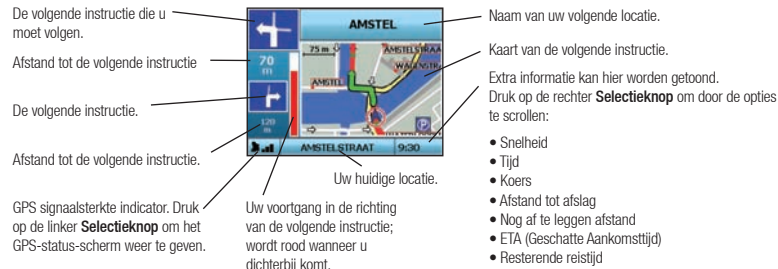 De volgende instructie die u
moet volgen.
Afstand tot de volgende instructie
De volgende instructie.
Afstand tot de volgende instructie.
GPS signaalsterkte indicator. Druk
op de linker Selectieknop om het
GPS-status-scherm weer te geven.
AMSTEL
75 m
AMSTELSTRAA
WAGENSTR
AMSTEL
70
m
120
m
P
AMSTELSTRAAT 9:30
Uw huidige locatie.
Uw voortgang in de richting
van de volgende instructie;
wordt rood wanneer u
dichterbij komt.
Naam van uw volgende locatie.
Kaart van de volgende instructie.
Extra informatie kan hier worden getoond.
Druk op de rechter Selectieknop om door de opties
te scrollen:
• Snelheid
• Tijd
• Koers
• Afstand tot afslag
• Nog af te leggen afstand
• ETA (Geschatte Aankomsttijd)
• Resterende reistijd